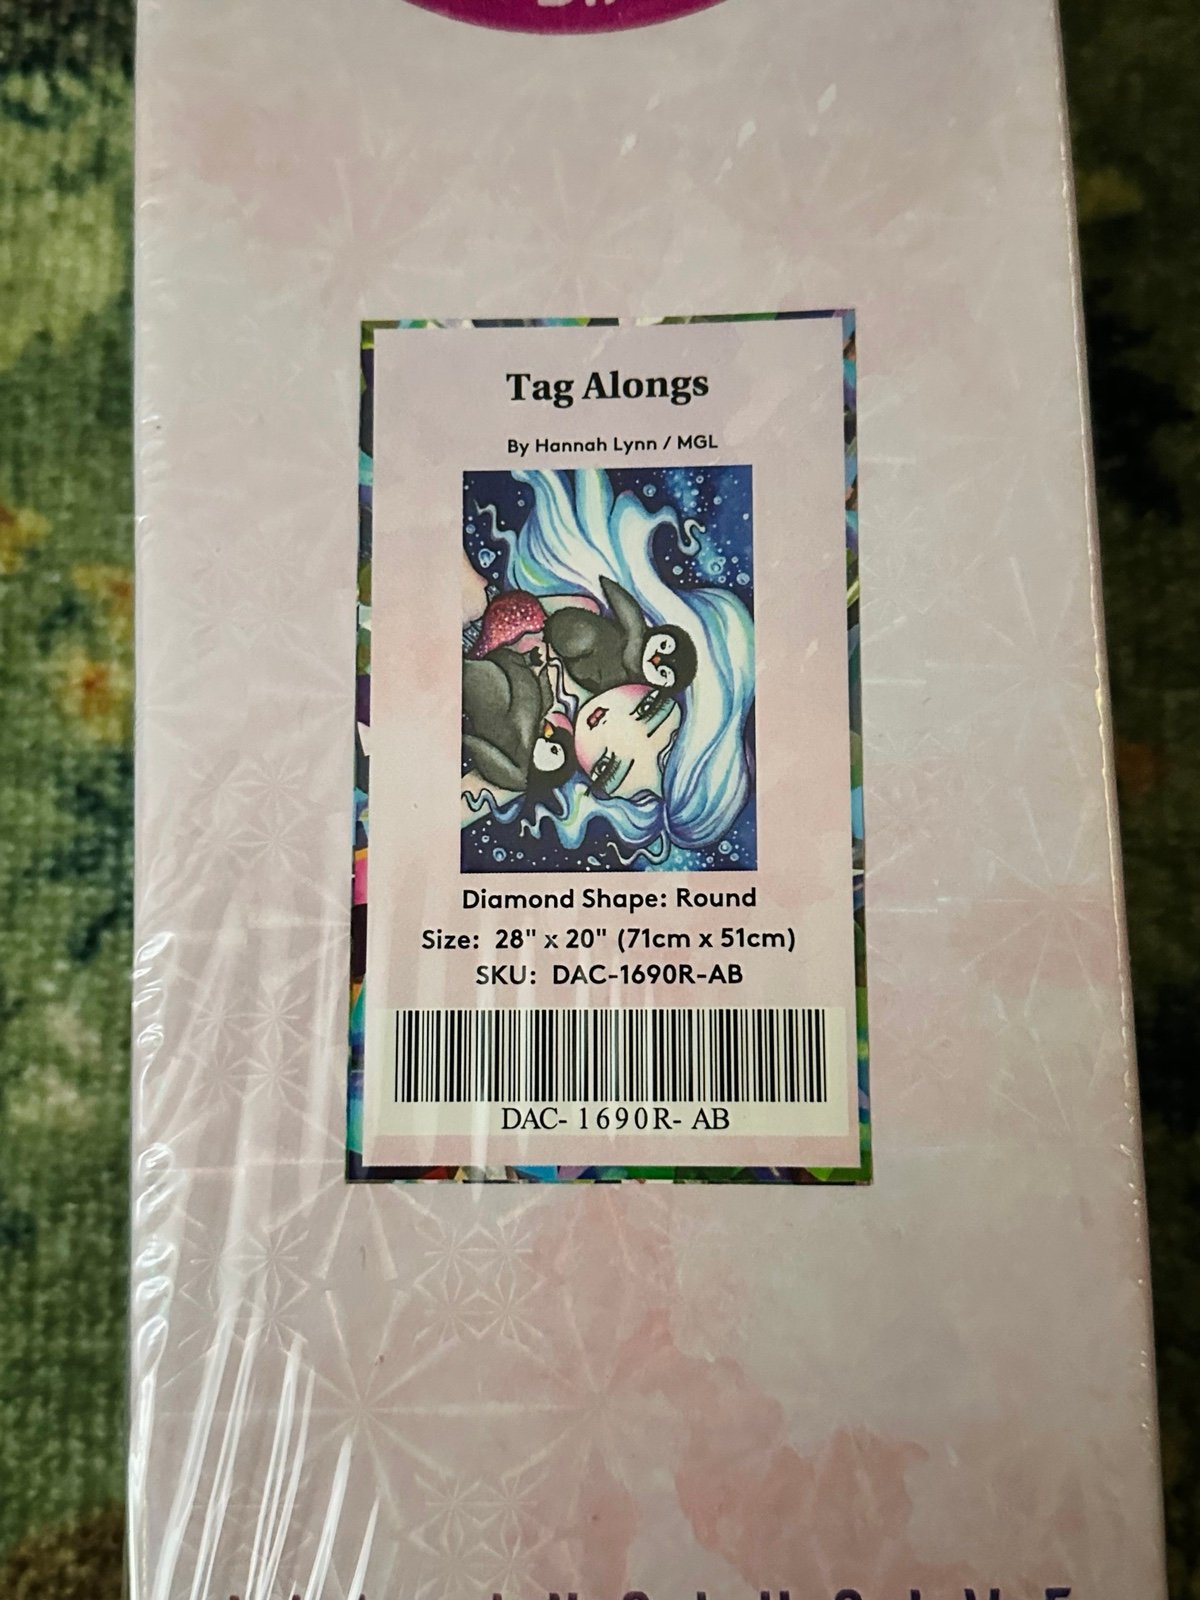 Tag Alongs
By Hannah Lynn / MGL
Diamond Shape: Round
Size: 28" x 20" (71cm x 51cm)
SKU: DAC-1690R-AB
DAC- 1690R- AB